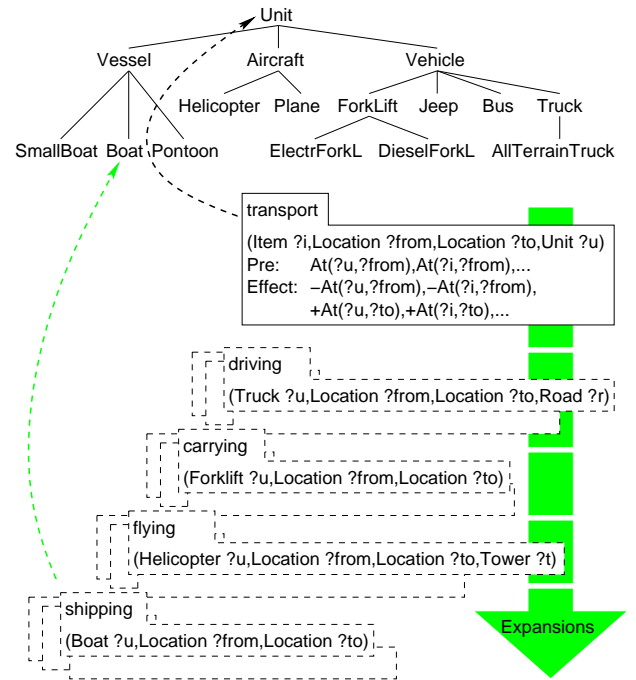 Unit
Vessel Aircraft Vehicle
Helicopter Plane ForkLift Jeep Bus Truck
SmallBoat Boat Pontoon ElectrForkL DieselForkL AllTerrainTruck
transport
(Item ?i,Location ?from,Location ?to,Unit ?u)
Pre: At(?u,?from),At(?i,?from),...
Effect: −At(?u,?from),−At(?i,?from),
+At(?u,?to),+At(?i,?to),...
driving
(Truck ?u,Location ?from,Location ?to,Road ?r)
carrying
(Forklift ?u,Location ?from,Location ?to)
flying
(Helicopter ?u,Location ?from,Location ?to,Tower ?t)
shipping
(Boat ?u,Location ?from,Location ?to)
Expansions